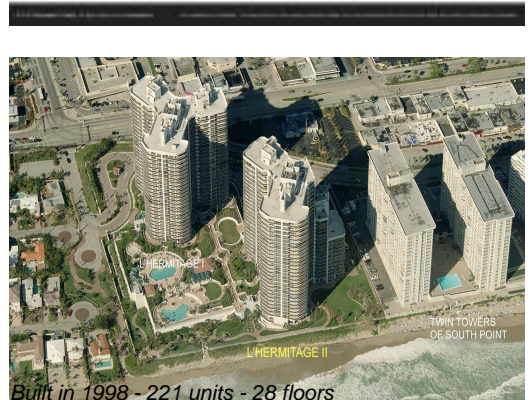 L'HERMITAGE I
TWIN TOWERS
OF SOUTH POINT
L'HERMITAGE II
Built in 1998 - 221 units - 28 floors